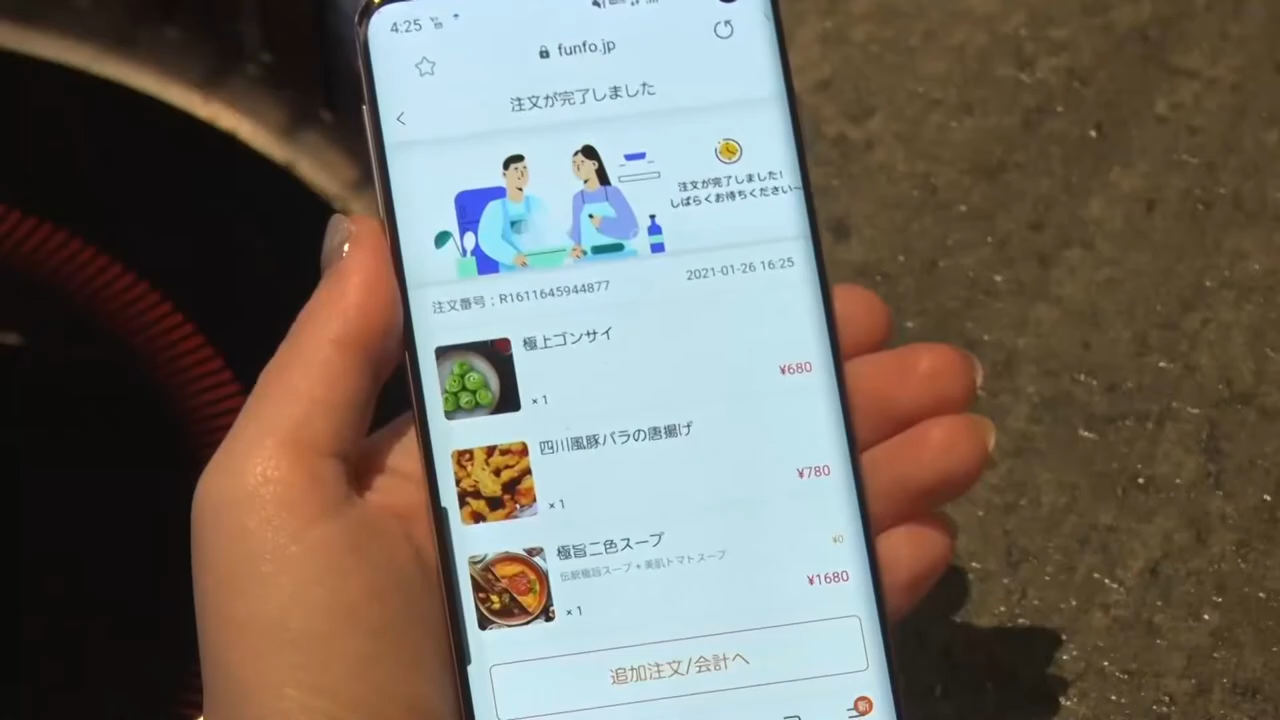 4:25
funfo.jp
注文が完了しました
注文が完了しました!
しばらくお待ちください~
注文番号：R1611645944877
2021-01-26 16:25
極上ゴンサイ
¥680
×1
四川風豚バラの唐揚げ
¥780
×1
極旨二色スープ
¥0
伝統極旨スープ + 美肌トマトスープ
¥1680
×1
追加注文/会計へ
新